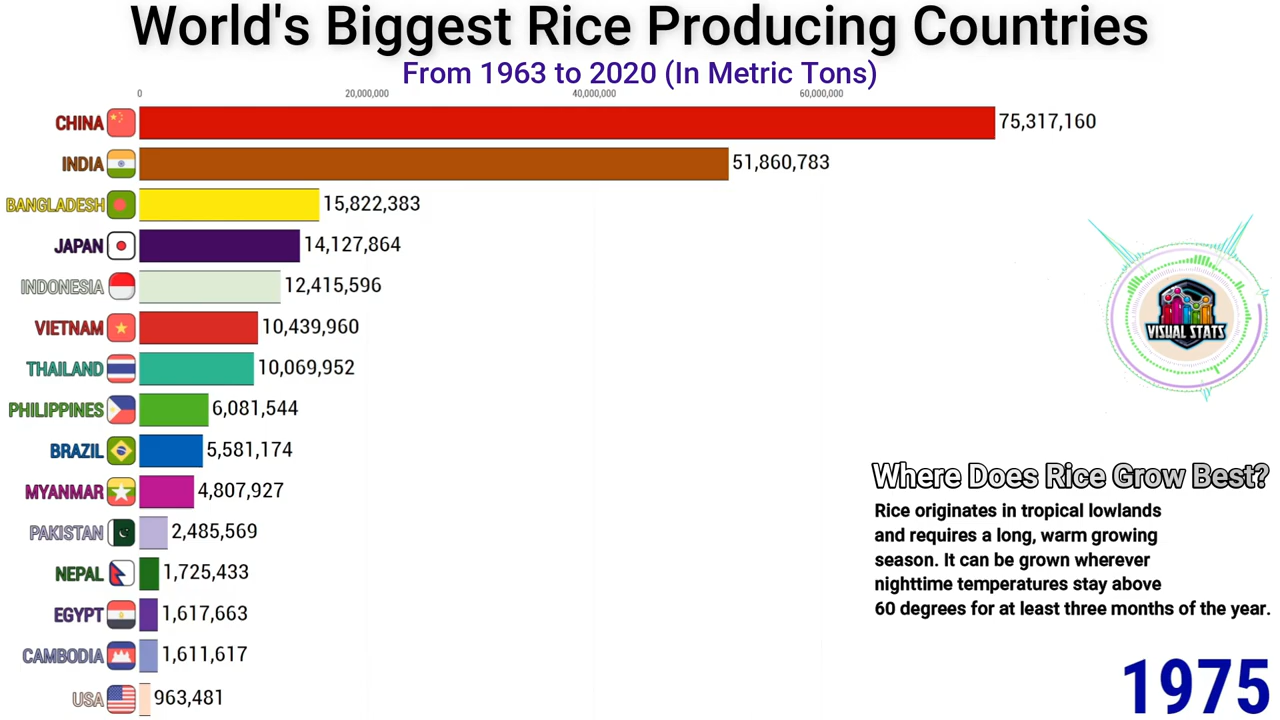 World's Biggest Rice Producing Countries
From 1963 to 2020 (In Metric Tons)
0 20,000,000 40,000,000 60,000,000
CHINA 75,317,160
INDIA 51,860,783
BANGLADESH 15,822,383
JAPAN 14,127,864
INDONESIA 12,415,596
VIETNAM 10,439,960
THAILAND 10,069,952
PHILIPPINES 6,081,544
BRAZIL 5,581,174
MYANMAR 4,807,927
PAKISTAN 2,485,569
NEPAL 1,725,433
EGYPT 1,617,663
CAMBODIA 1,611,617
USA 963,481
VISUAL STATS
Where Does Rice Grow Best?
Rice originates in tropical lowlands
and requires a long, warm growing
season. It can be grown wherever
nighttime temperatures stay above
60 degrees for at least three months of the year.
1975